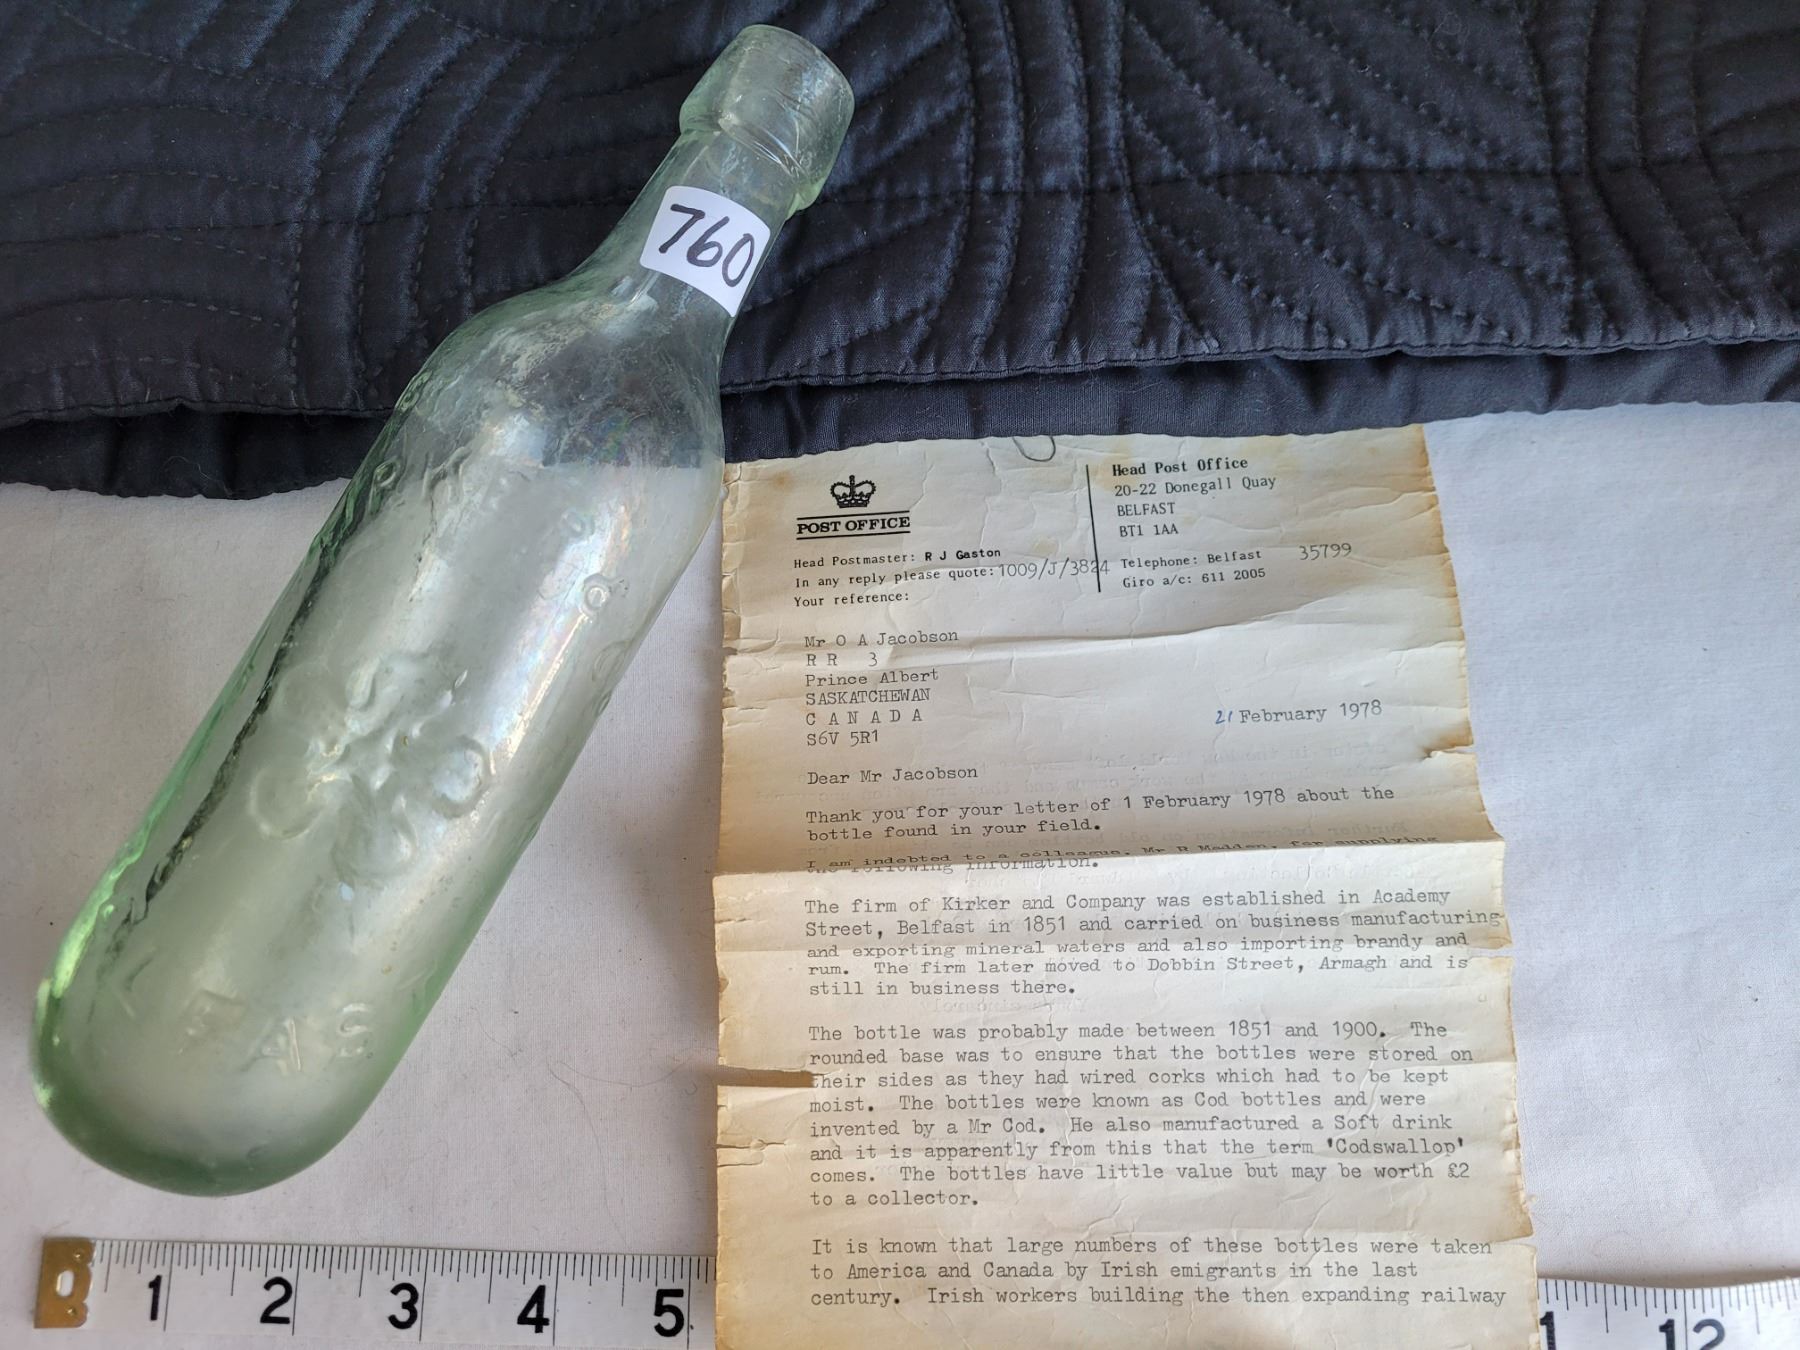 760
POST OFFICE
Head Postmaster: R J Gaston
In any reply please quote: 1009/J/3824
Your reference:
Head Post Office
20-22 Donegall Quay
BELFAST
BT1 1AA
Telephone: Belfast 35799
Giro a/c: 611 2005
Mr O A Jacobson
R R 3
Prince Albert
SASKATCHEWAN
C A N A D A
S6V 5R1
21 February 1978
Dear Mr Jacobson
Thank you for your letter of 1 February 1978 about the
bottle found in your field.
I am indebted to a colleague, Mr R Madden, for supplying
the following information.
The firm of Kirker and Company was established in Academy
Street, Belfast in 1851 and carried on business manufacturing
and exporting mineral waters and also importing brandy and
rum. The firm later moved to Dobbin Street, Armagh and is
still in business there.
The bottle was probably made between 1851 and 1900. The
rounded base was to ensure that the bottles were stored on
their sides as they had wired corks which had to be kept
moist. The bottles were known as Cod bottles and were
invented by a Mr Cod. He also manufactured a Soft drink
and it is apparently from this that the term 'Codswallop'
comes. The bottles have little value but may be worth £2
to a collector.
It is known that large numbers of these bottles were taken
to America and Canada by Irish emigrants in the last
century. Irish workers building the then expanding railway
1 2 3 4 5 12